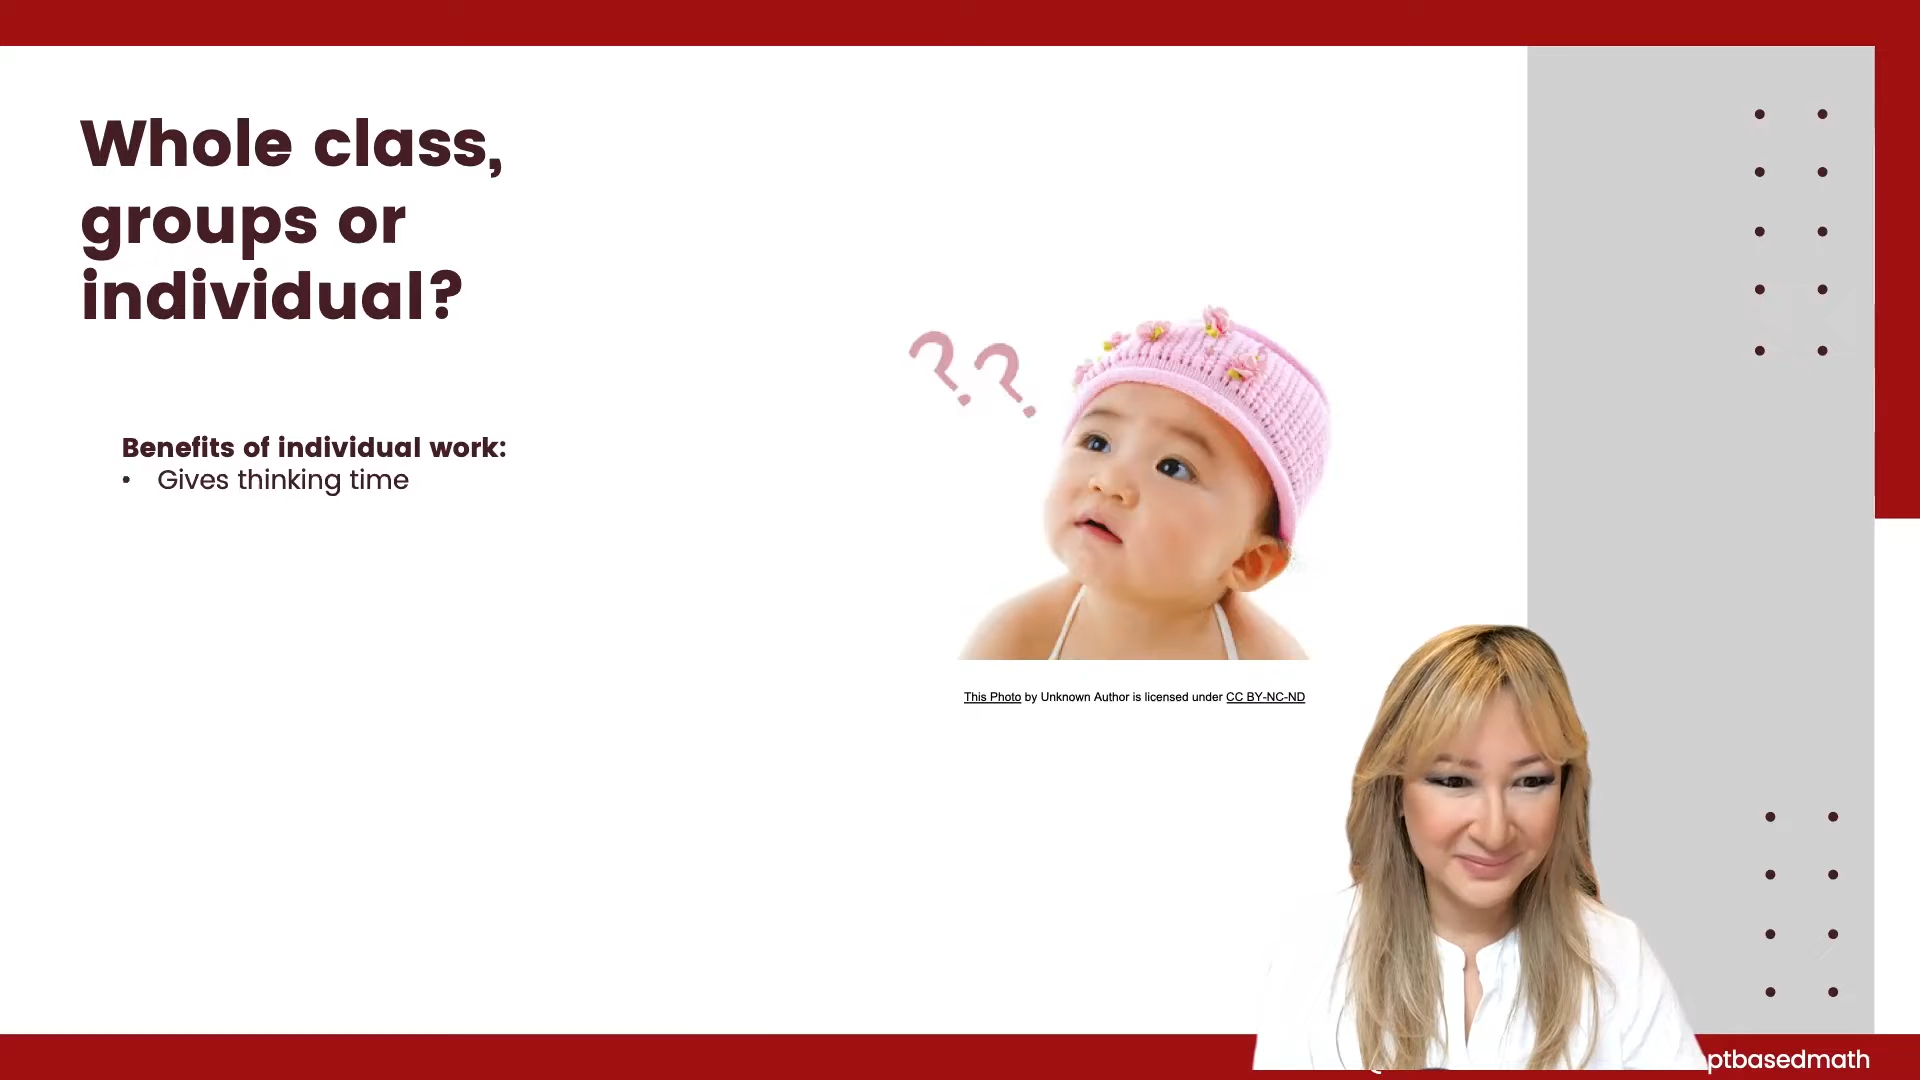 Whole class,
groups or
individual?
??
Benefits of individual work:
• Gives thinking time
This Photo by Unknown Author is licensed under CC BY-NC-ND
ptbasedmath